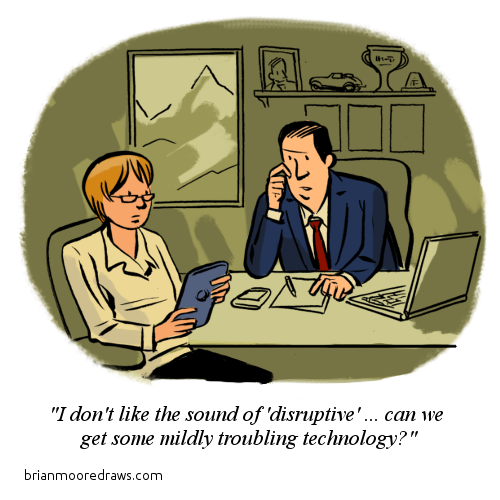 "I don't like the sound of 'disruptive' ... can we
get some mildly troubling technology?"
brianmooredraws.com